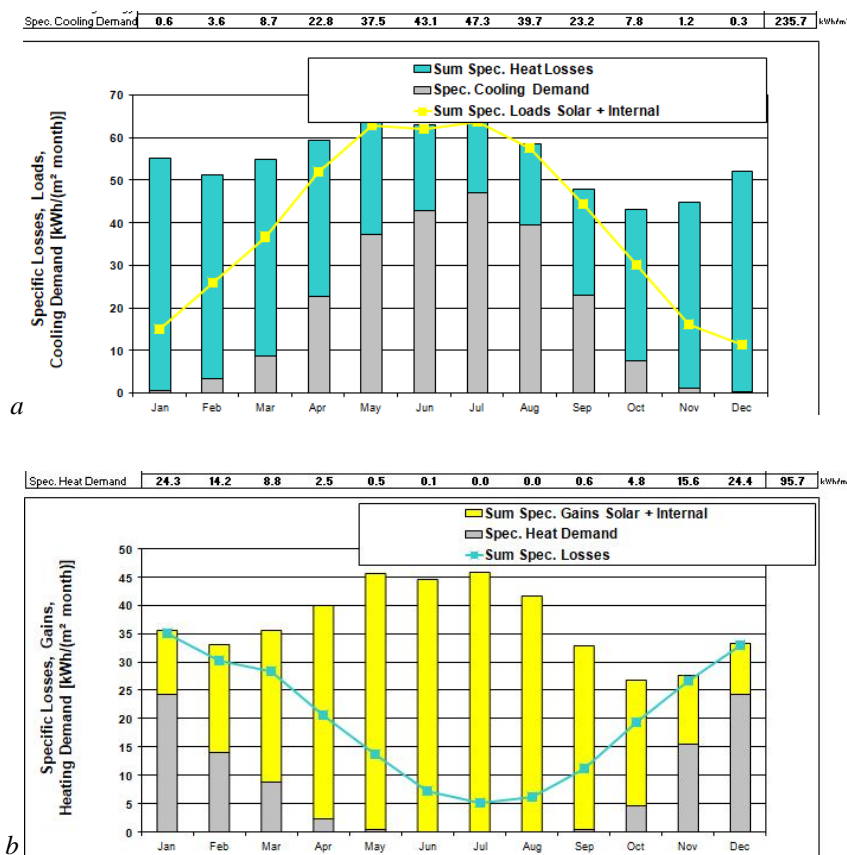 Spec. Cooling Demand 0.6 3.6 8.7 22.8 37.5 43.1 47.3 39.7 23.2 7.8 1.2 0.3 235.7 kWh/m²
Sum Spec. Heat Losses
Spec. Cooling Demand
Sum Spec. Loads Solar + Internal
Specific Losses, Loads,
Cooling Demand [kWh/(m² month)]
70
60
50
40
30
20
10
0
Jan Feb Mar Apr May Jun Jul Aug Sep Oct Nov Dec
a
Spec. Heat Demand 24.3 14.2 8.8 2.5 0.5 0.1 0.0 0.0 0.6 4.8 15.6 24.4 95.7 kWh/m
Sum Spec. Gains Solar + Internal
Spec. Heat Demand
Sum Spec. Losses
Specific Losses, Gains,
Heating Demand [kWh/(m² month)]
50
45
40
35
30
25
20
15
10
5
0
Jan Feb Mar Apr May Jun Jul Aug Sep Oct Nov Dec
b